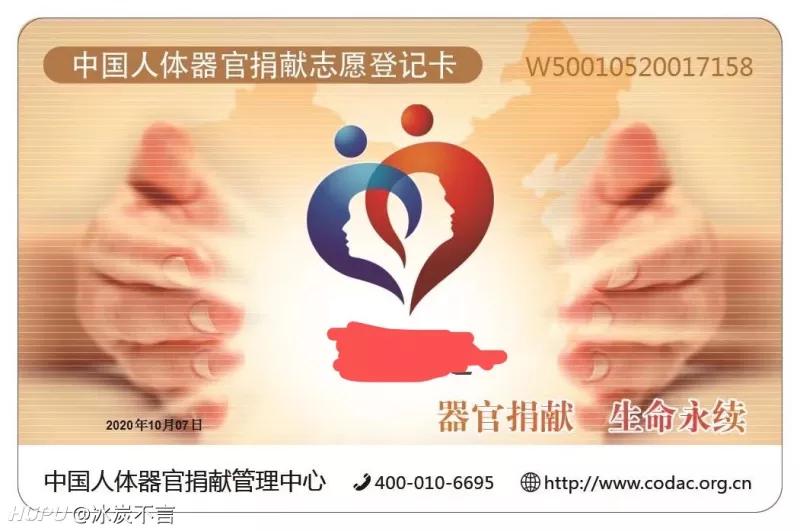 中国人体器官捐献志愿登记卡
W50010520017158
2020年10月07日
器官捐献 生命永续
中国人体器官捐献管理中心
400-010-6695
http://www.codac.org.cn
HUPU @冰炭不言